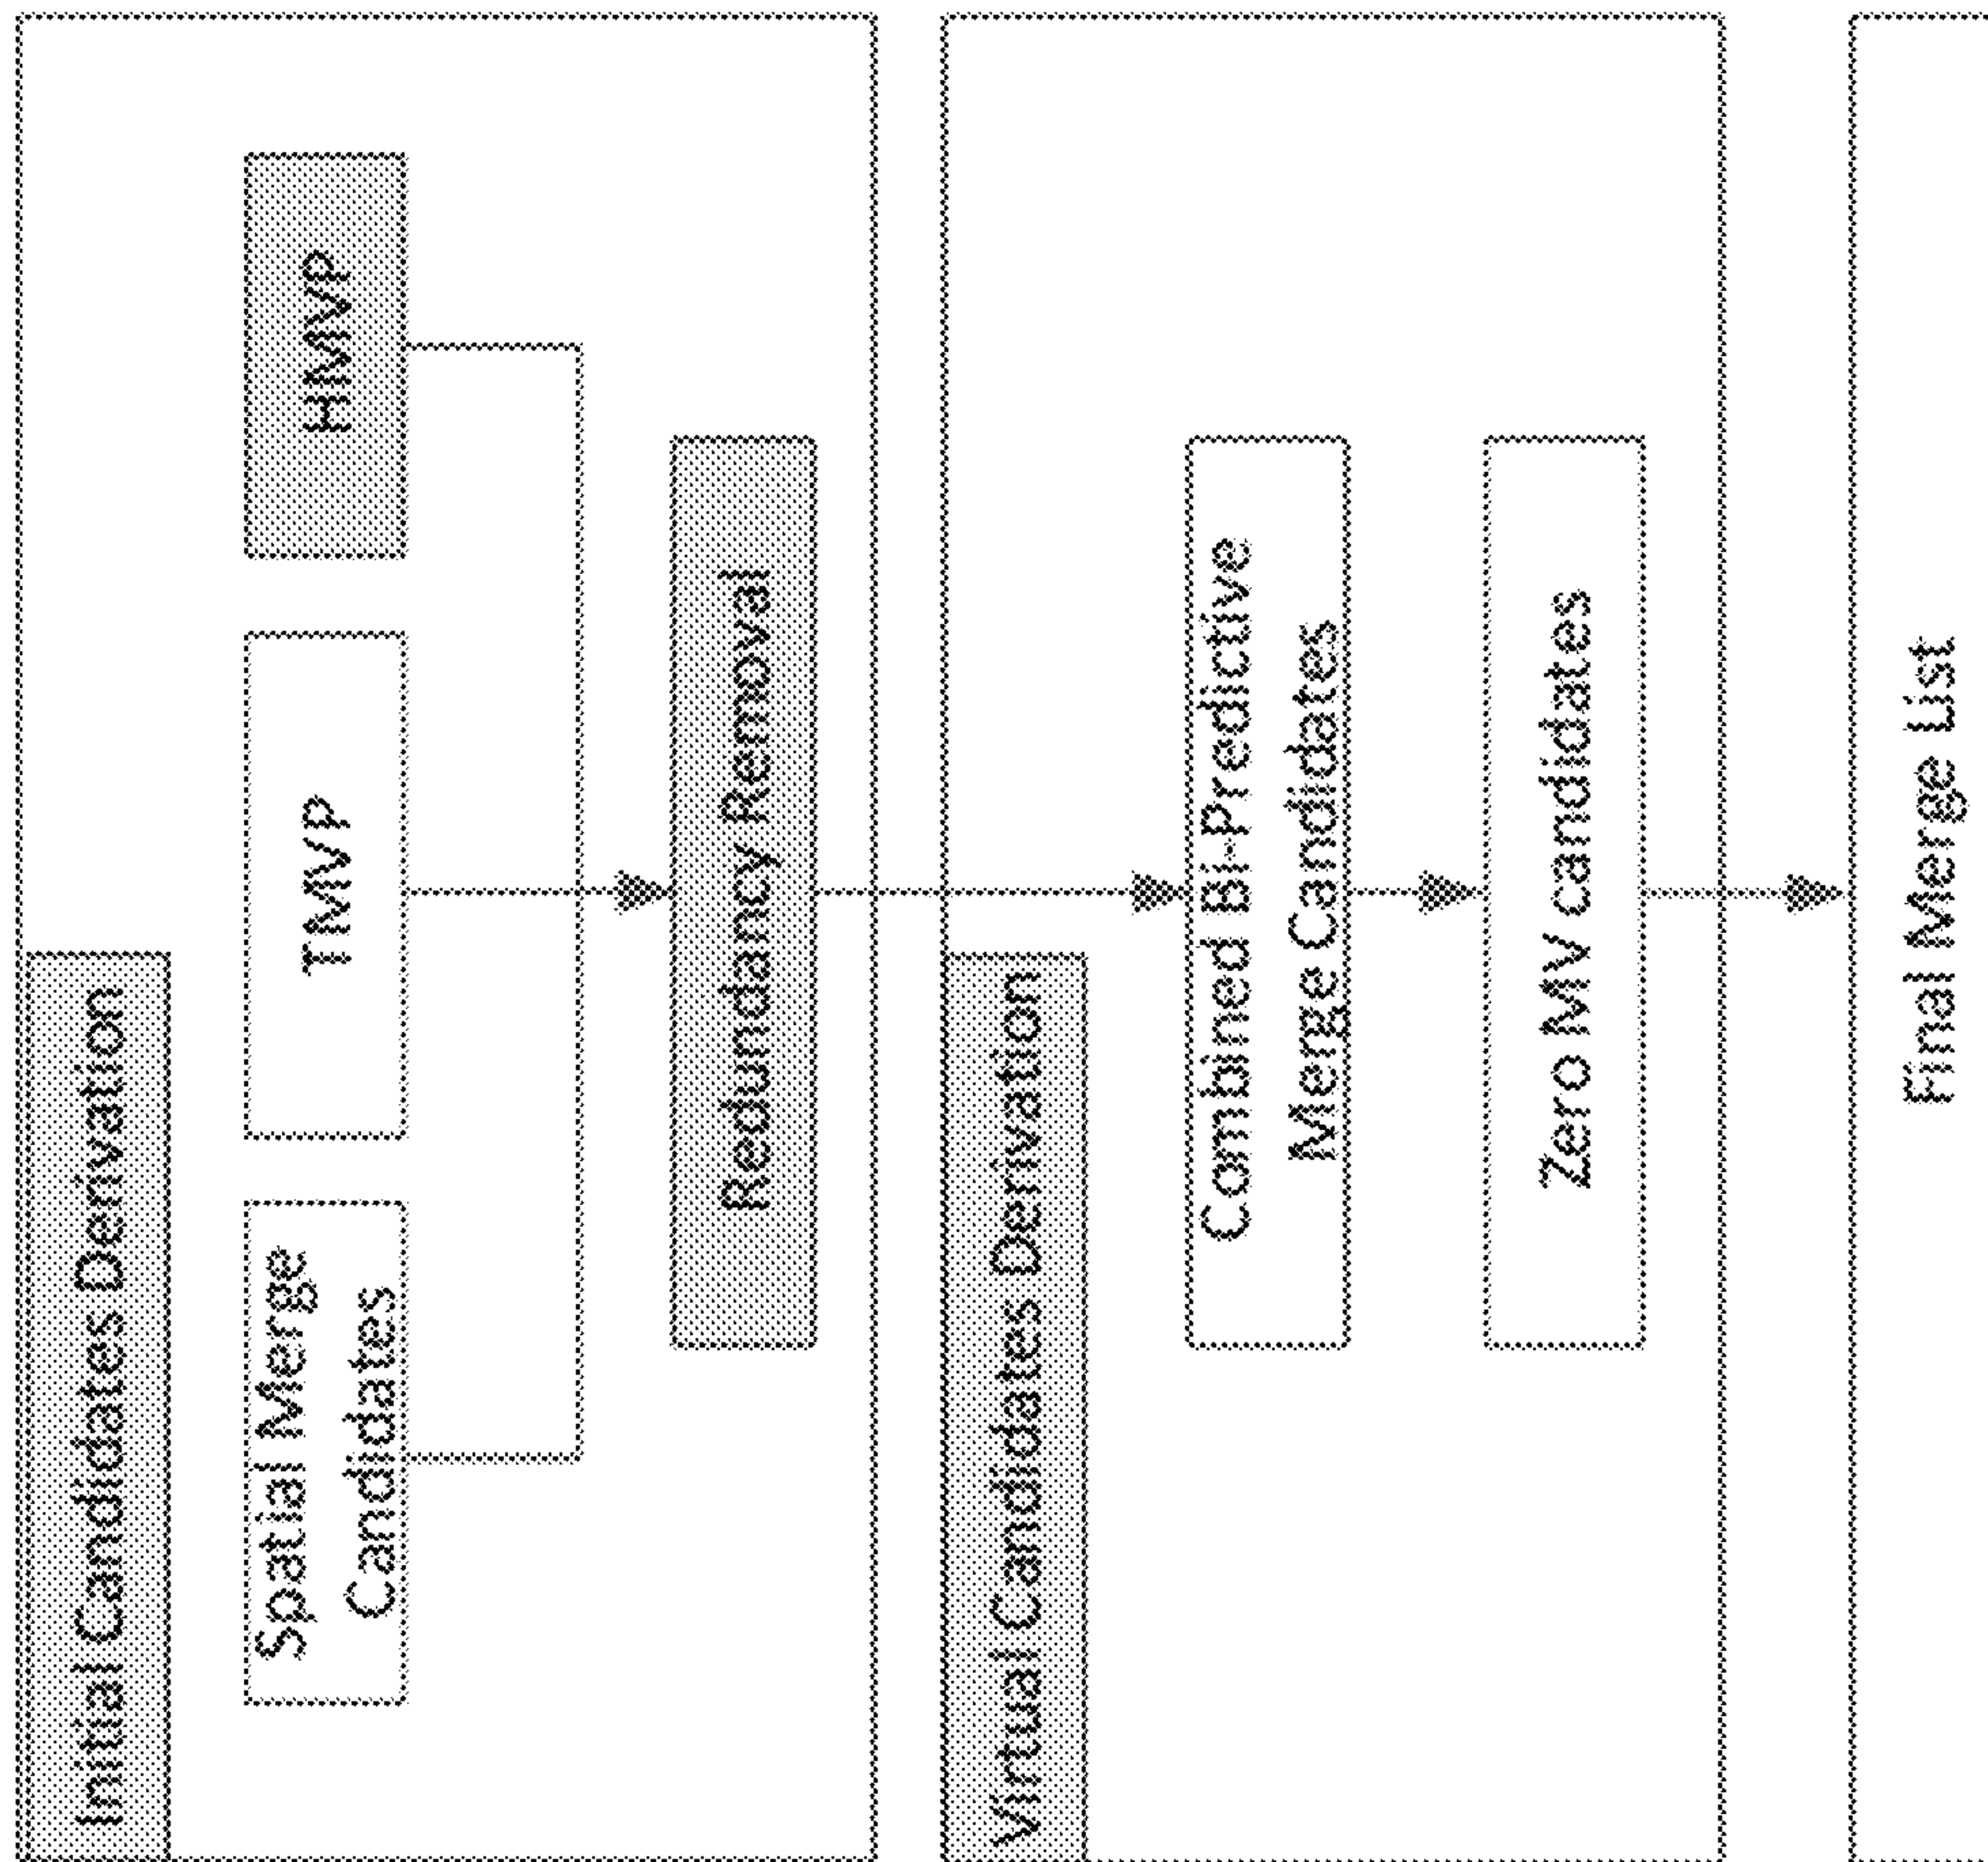 Initial Candidates Derivation
Spatial Merge
Candidates
TMVP
HMVP
Redundancy Removal
Virtual Candidates Derivation
Combined Bi-Predictive
Merge Candidates
Zero MV candidates
Final Merge List